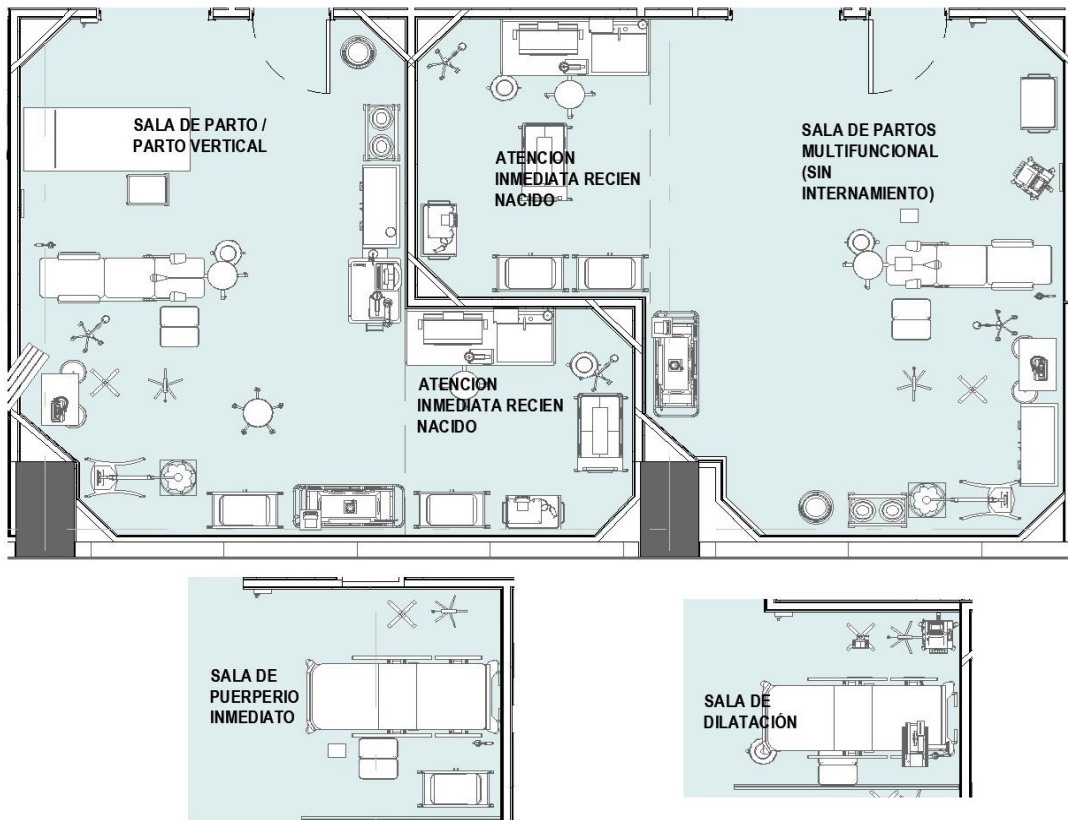 SALA DE PARTO /
PARTO VERTICAL
ATENCION
INMEDIATA RECIEN
NACIDO
SALA DE PARTOS
MULTIFUNCIONAL
(SIN
INTERNAMIENTO)
ATENCION
INMEDIATA RECIEN
NACIDO
SALA DE
PUERPERIO
INMEDIATO
SALA DE
DILATACIÓN